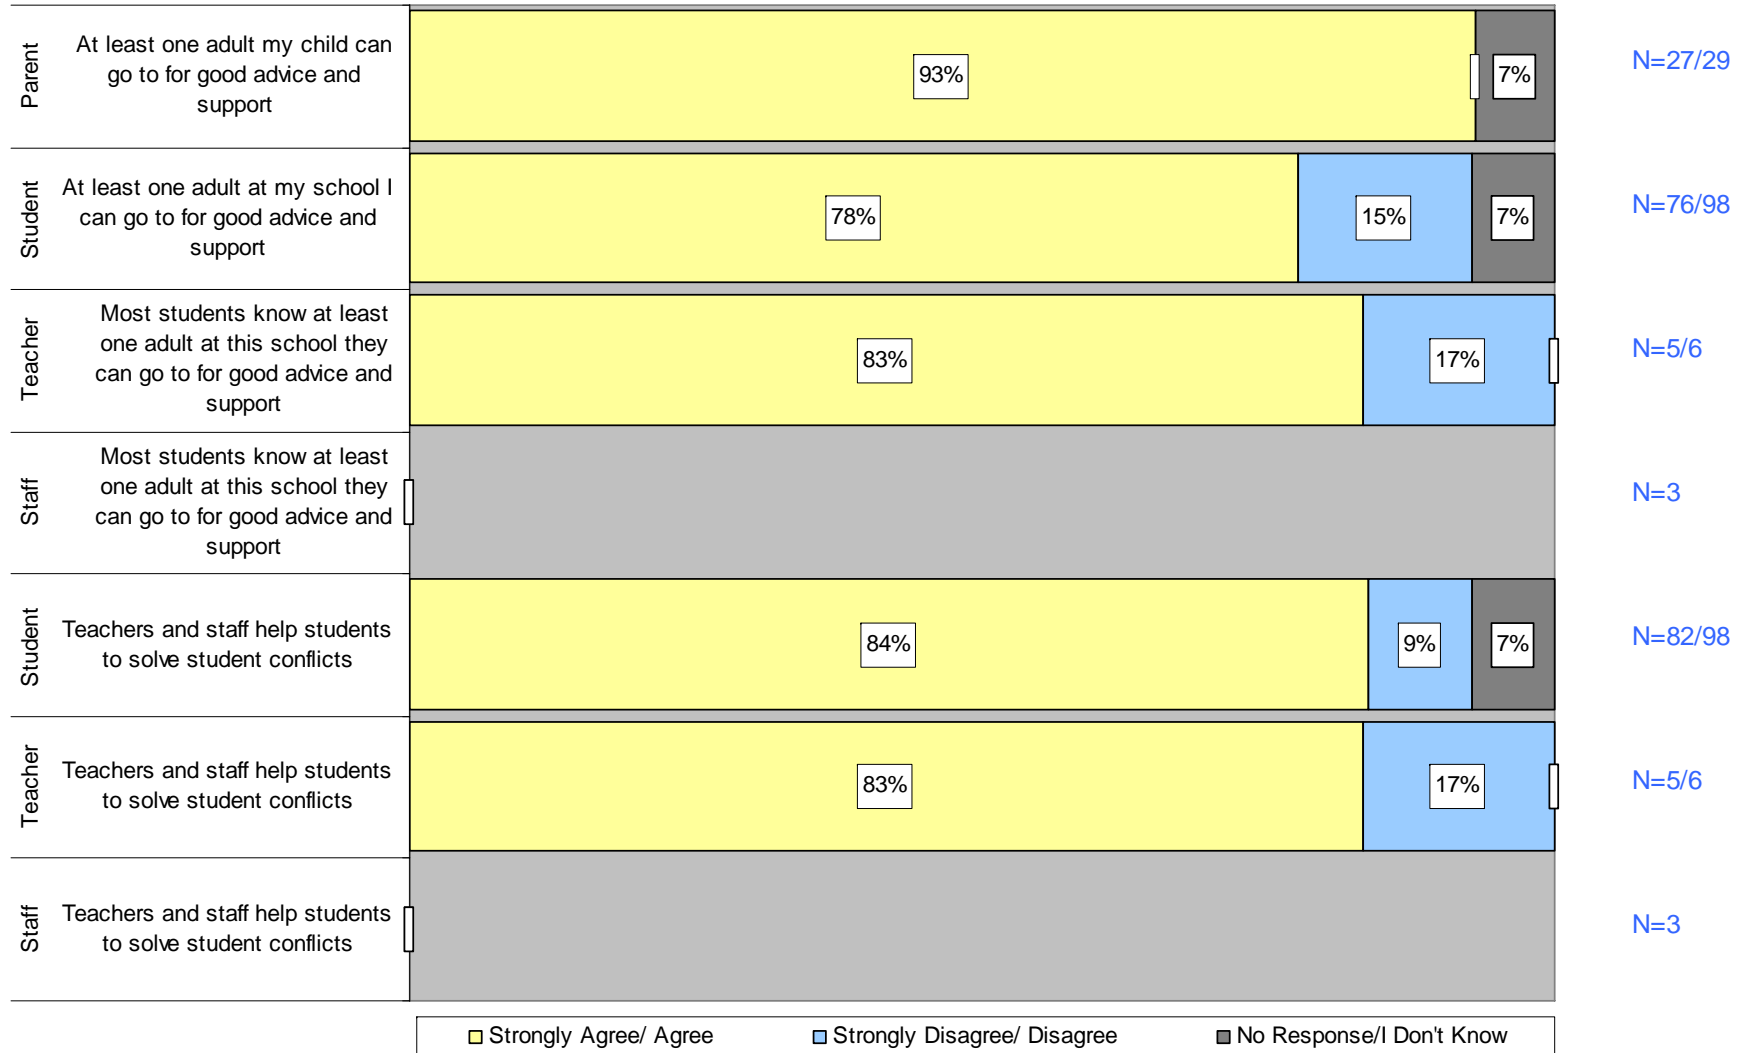 Parent
At least one adult my child can
go to for good advice and
support
93%
7%
N=27/29
Student
At least one adult at my school I
can go to for good advice and
support
78%
15%
7%
N=76/98
Teacher
Most students know at least
one adult at this school they
can go to for good advice and
support
83%
17%
N=5/6
Staff
Most students know at least
one adult at this school they
can go to for good advice and
support
N=3
Student
Teachers and staff help students
to solve student conflicts
84%
9%
7%
N=82/98
Teacher
Teachers and staff help students
to solve student conflicts
83%
17%
N=5/6
Staff
Teachers and staff help students
to solve student conflicts
N=3
Strongly Agree/ Agree
Strongly Disagree/ Disagree
No Response/I Don't Know